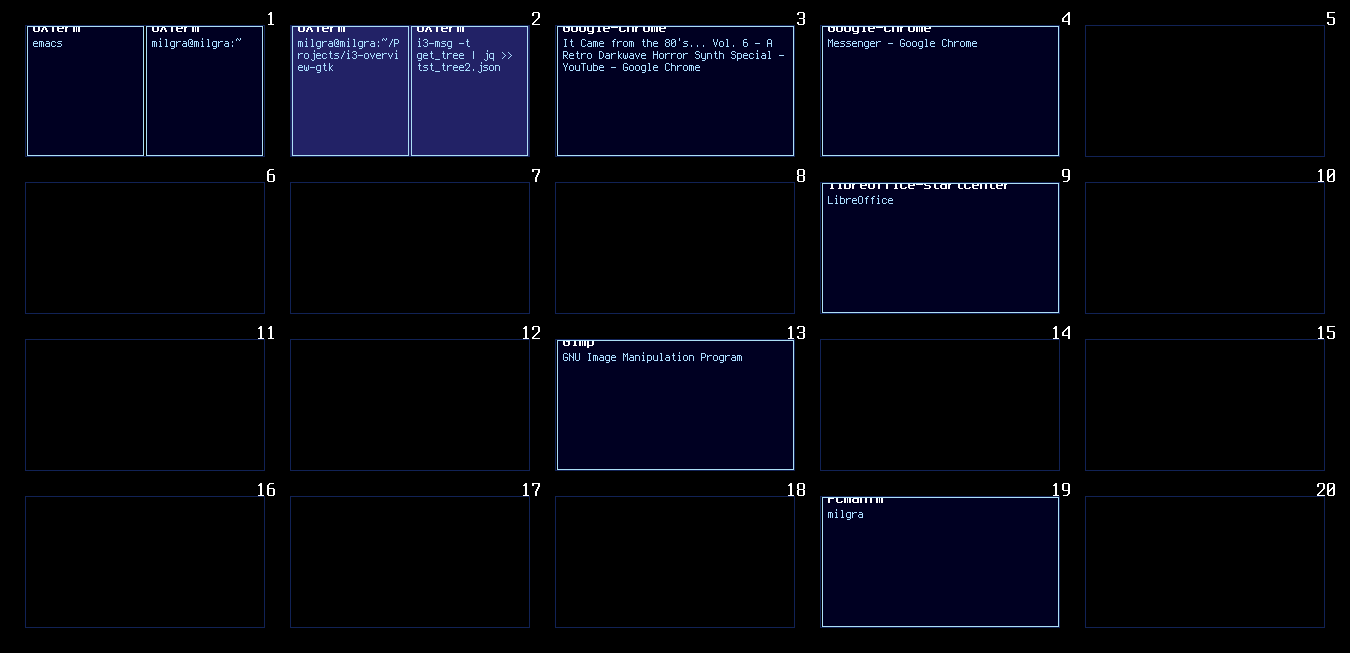 1
2
3
4
5
UXTerm
UXTerm
UXTerm
UXTerm
Google-chrome
Google-chrome
emacs
milgra@milgra:~
milgra@milgra:~/P
rojects/i3-overvi
ew-gtk
i3-msg -t
get_tree | jq >>
tst_tree2.json
It Came from the 80's... Vol. 6 - A
Retro Darkwave Horror Synth Special -
YouTube - Google Chrome
Messenger - Google Chrome
6
7
8
9
10
libreoffice-startcenter
LibreOffice
11
12
13
14
15
Gimp
GNU Image Manipulation Program
16
17
18
19
20
Pcmanfm
milgra